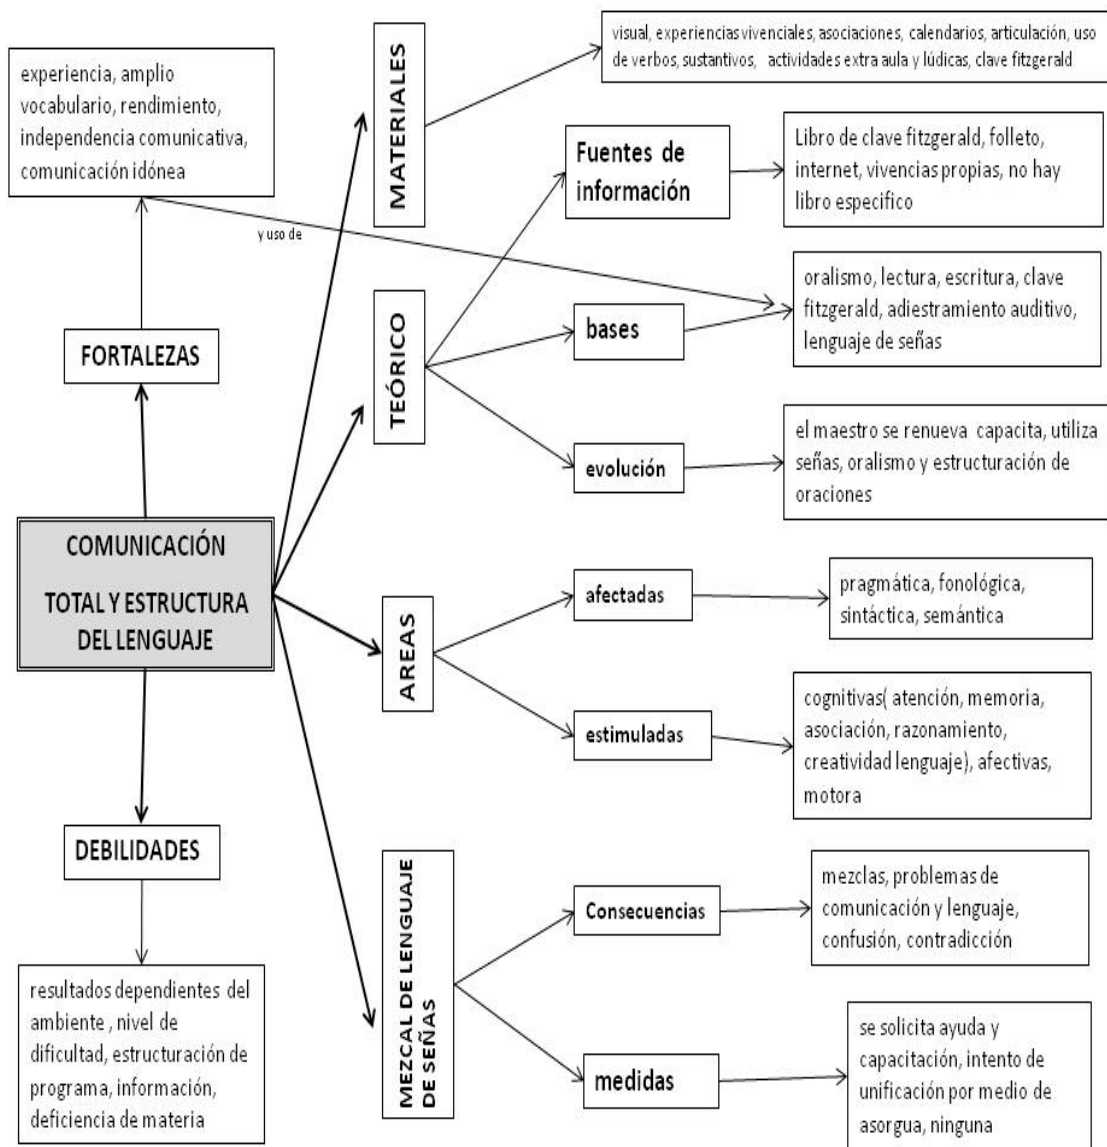 experiencia, amplio
vocabulario, rendimiento,
independencia comunicativa,
comunicación idónea
FORTALEZAS
COMUNICACIÓN
TOTAL Y ESTRUCTURA
DEL LENGUAJE
DEBILIDADES
resultados dependientes del
ambiente , nivel de
dificultad, estructuración de
programa, información,
deficiencia de materia
y uso de
MATERIALES
visual, experiencias vivenciales, asociaciones, calendarios, articulación, uso
de verbos, sustantivos, actividades extra aula y lúdicas, clave fitzgerald
TEÓRICO
Fuentes de
información
Libro de clave fitzgerald, folleto,
internet, vivencias propias, no hay
libro especifico
bases
oralismo, lectura, escritura, clave
fitzgerald, adiestramiento auditivo,
lenguaje de señas
evolución
el maestro se renueva capacita, utiliza
señas, oralismo y estructuración de
oraciones
AREAS
afectadas
pragmática, fonológica,
sintáctica, semántica
estimuladas
cognitivas( atención, memoria,
asociación, razonamiento,
creatividad lenguaje), afectivas,
motora
MEZCAL DE LENGUAJE
DE SEÑAS
Consecuencias
mezclas, problemas de
comunicación y lenguaje,
confusión, contradicción
medidas
se solicita ayuda y
capacitación, intento de
unificación por medio de
asorgua, ninguna